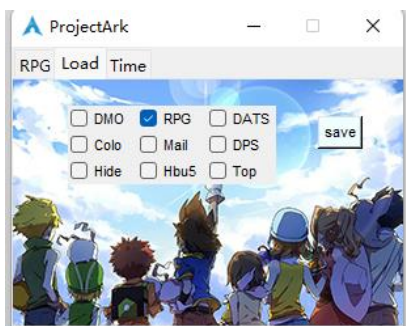 ProjectArk
RPG Load Time
DMO RPG DATS
Colo Mail DPS
Hide Hbu5 Top
save